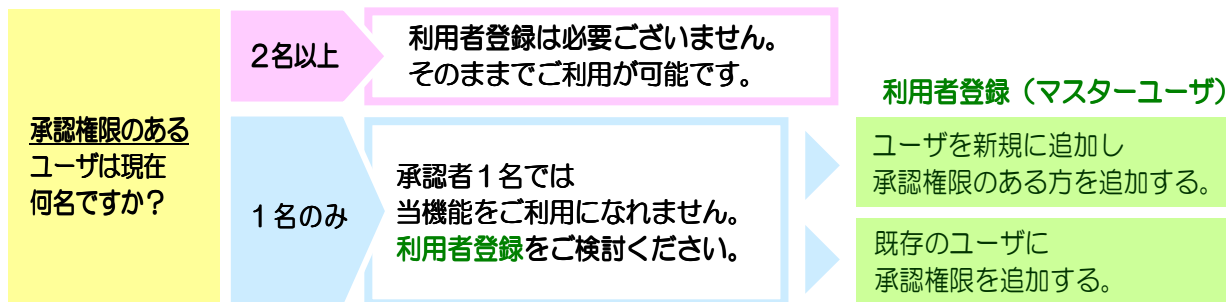 承認権限のある
ユーザは現在
何名ですか？
２名以上
利用者登録は必要ございません。
そのままでご利用が可能です。
１名のみ
承認者１名では
当機能をご利用になれません。
利用者登録をご検討ください。
利用者登録（マスターユーザ）
ユーザを新規に追加し
承認権限のある方を追加する。
既存のユーザに
承認権限を追加する。